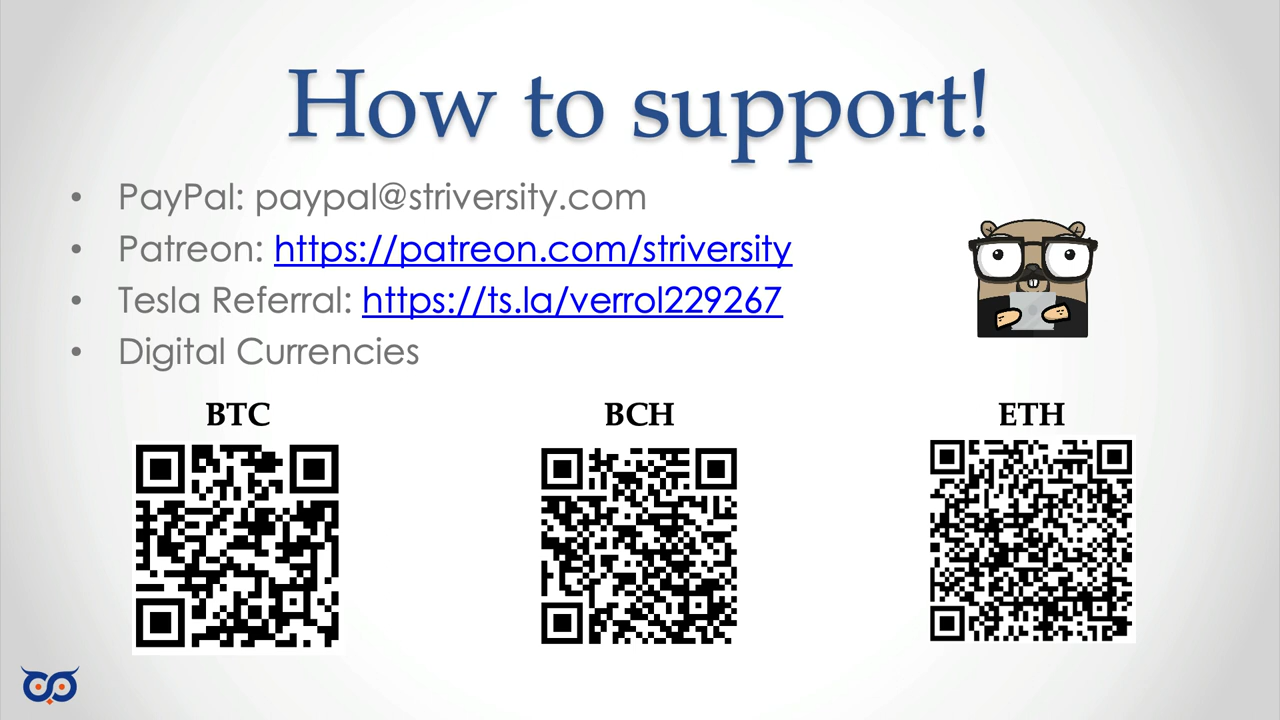 How to support!
• PayPal: paypal@striversity.com
• Patreon: https://patreon.com/striversity
• Tesla Referral: https://ts.la/verrol229267
• Digital Currencies
BTC BCH ETH